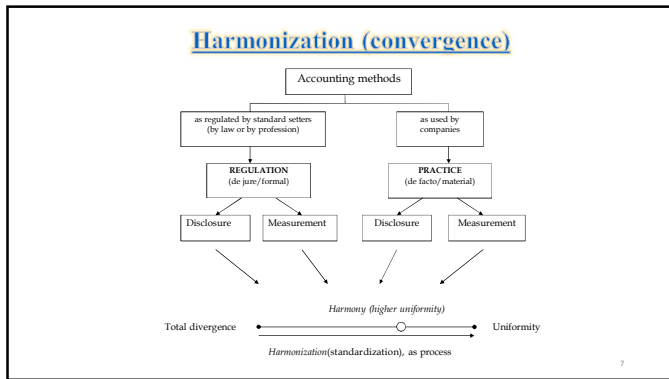 Harmonization (convergence)
Accounting methods
as regulated by standard setters
(by law or by profession)
as used by
companies
REGULATION
(de jure/formal)
PRACTICE
(de facto/material)
Disclosure
Measurement
Disclosure
Measurement
Harmony (higher uniformity)
Total divergence
Uniformity
Harmonization(standardization), as process
7